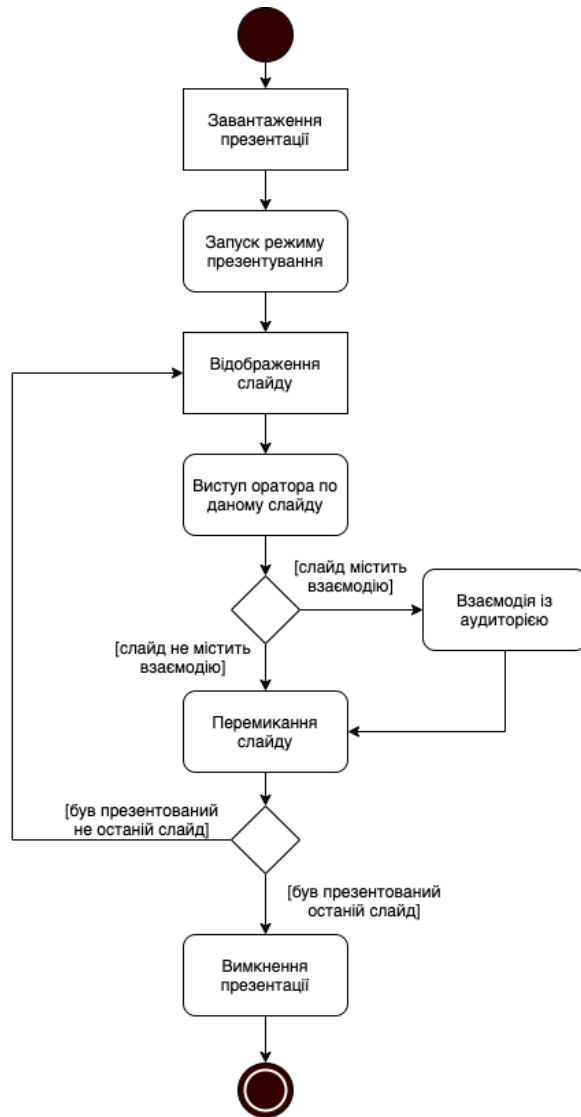 Завантаження
презентації
Запуск режиму
презентування
Відображення
слайду
Виступ оратора по
даному слайду
[слайд містить
взаємодію]
Взаємодія із
аудиторією
[слайд не містить
взаємодію]
Перемикання
слайду
[був презентований
не останій слайд]
[був презентований
останій слайд]
Вимкнення
презентації